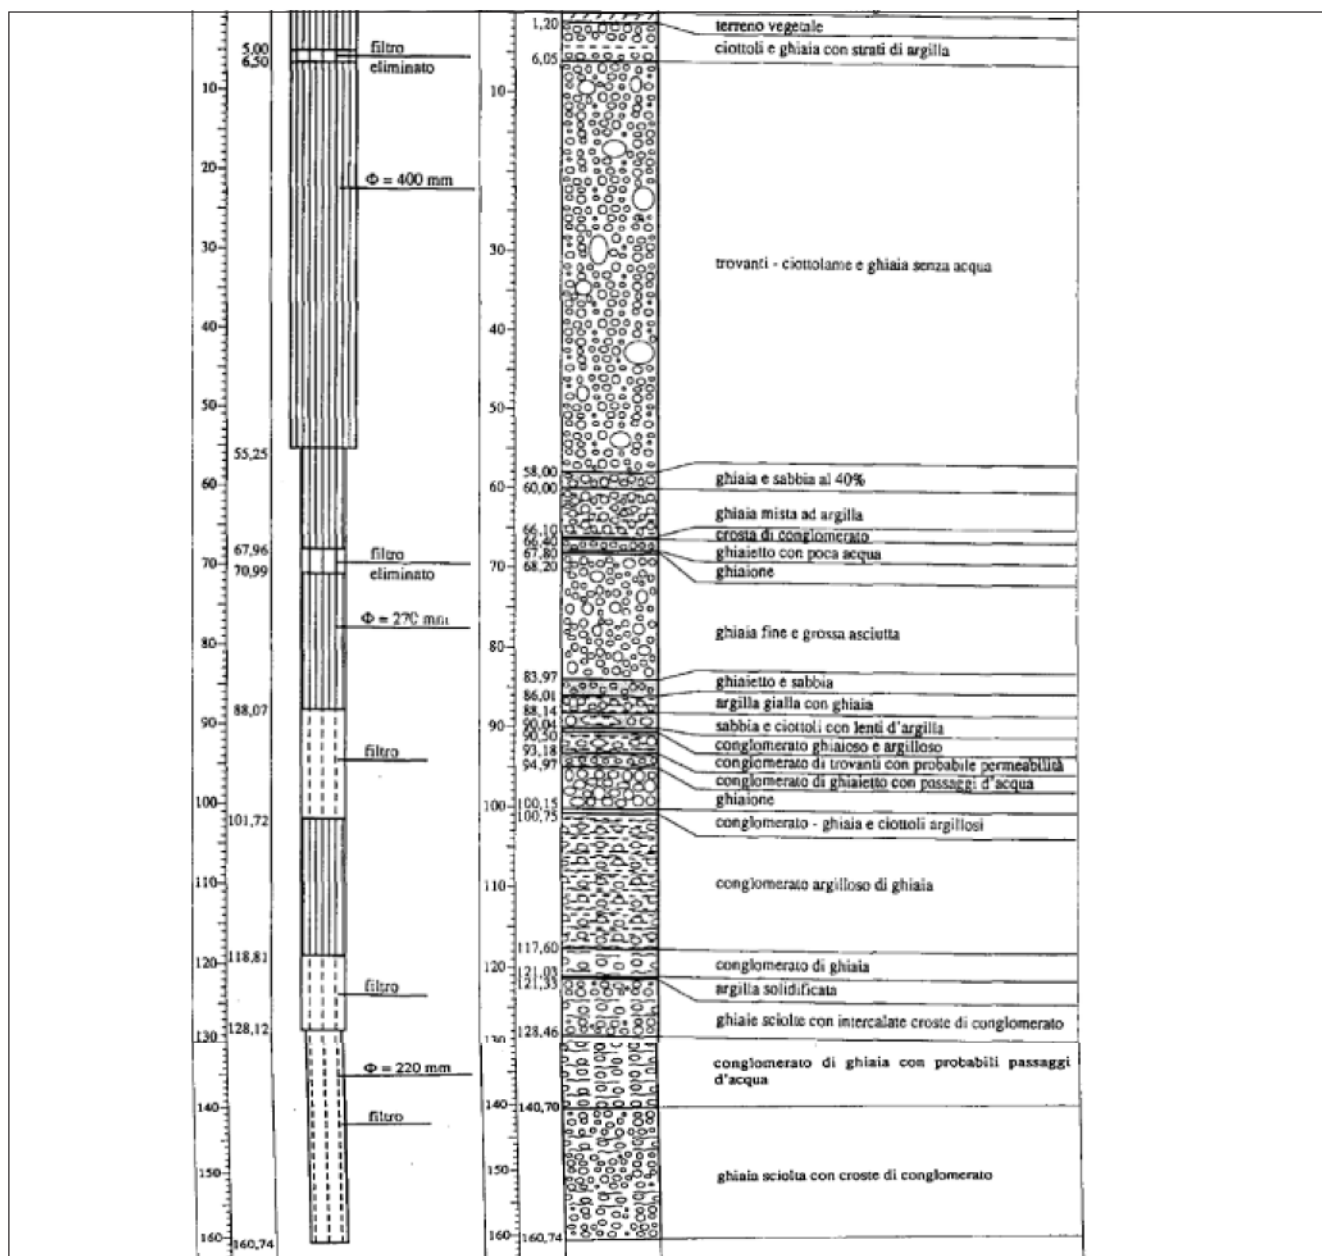 5,00
6,50
10
20
30
40
50
55,25
60
67,96
70
70,99
80
88,07
90
100
101,72
110
118,81
120
128,12
130
140
150
160
160,74
filtro
eliminato
Φ = 400 mm
filtro
eliminato
Φ = 270 mm
filtro
filtro
Φ = 220 mm
filtro
1,20
6,05
10
20
30
40
50
58,00
60
60,00
66,10
66,40
67,80
70
68,20
80
83,97
86,01
88,14
90
90,04
90,50
93,18
94,97
100
100,15
100,75
110
117,60
120
121,03
121,33
128,46
130
140
140,70
150
160
160,74
terreno vegetale
ciottoli e ghiaia con strati di argilla
trovanti - ciottolame e ghiaia senza acqua
ghiaia e sabbia al 40%
ghiaia mista ad argilla
crosta di conglomerato
ghiaietto con poca acqua
ghiaione
ghiaia fine e grossa asciutta
ghiaietto e sabbia
argilla gialla con ghiaia
sabbia e ciottoli con lenti d'argilla
conglomerato ghiaioso e argilloso
conglomerato di trovanti con probabile permeabilità
conglomerato di ghiaietto con passaggi d'acqua
ghiaione
conglomerato - ghiaia e ciottoli argillosi
conglomerato argilloso di ghiaia
conglomerato di ghiaia
argilla solidificata
ghiaie sciolte con intercalate croste di conglomerato
conglomerato di ghiaia con probabili passaggi
d'acqua
ghiaia sciolta con croste di conglomerato